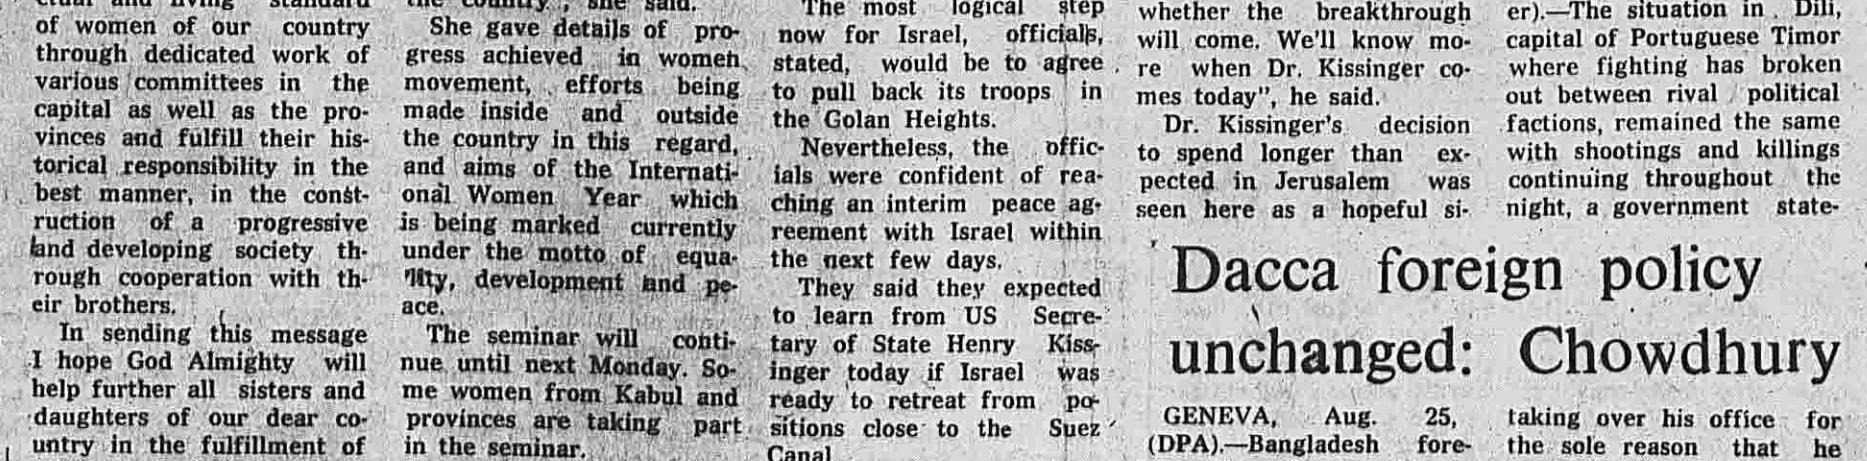 of women of our country
through dedicated work of
various committees in the
capital as well as the pro-
vinces and fulfill their his-
torical responsibility in the
best manner, in the const-
ruction of a progressive
and developing society th-
rough cooperation with th-
eir brothers.
In sending this message
I hope God Almighty will
help further all sisters and
daughters of our dear co-
untry in the fulfillment of
the country", she said.
She gave details of pro-
gress achieved in women
movement, efforts being
made inside and outside
the country in this regard,
and aims of the Internati-
onal Women Year which
is being marked currently
under the motto of equa-
lity, development and pe-
ace.
The seminar will conti-
nue until next Monday. So-
me women from Kabul and
provinces are taking part
in the seminar.
The most logical step
now for Israel, officials,
stated, would be to agree
to pull back its troops in
the Golan Heights.
Nevertheless, the offic-
ials were confident of rea-
ching an interim peace ag-
reement with Israel within
the next few days.
They said they expected
to learn from US Secre-
tary of State Henry Kiss-
inger today if Israel was
ready to retreat from po-
sitions close to the Suez
Canal
whether the breakthrough
will come. We'll know mo-
re when Dr. Kissinger co-
mes today", he said.
Dr. Kissinger's decision
to spend longer than ex-
pected in Jerusalem was
seen here as a hopeful si-
er).—The situation in Dili,
capital of Portuguese Timor
where fighting has broken
out between rival political
factions, remained the same
with shootings and killings
continuing throughout the
night, a government state-
Dacca foreign policy
unchanged: Chowdhury
GENEVA, Aug. 25,
(DPA).—Bangladesh fore-
taking over his office for
the sole reason that he